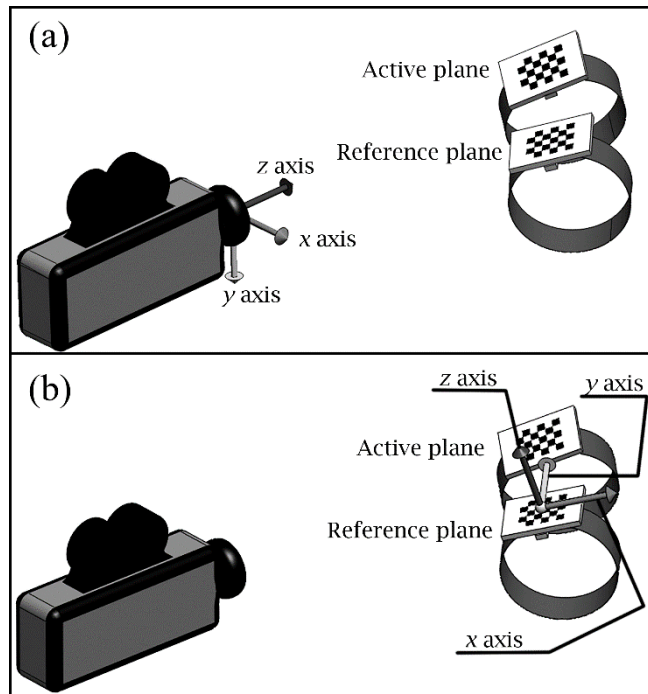 (a)
Active plane
Reference plane
z axis
x axis
y axis
(b)
z axis
y axis
Active plane
Reference plane
x axis